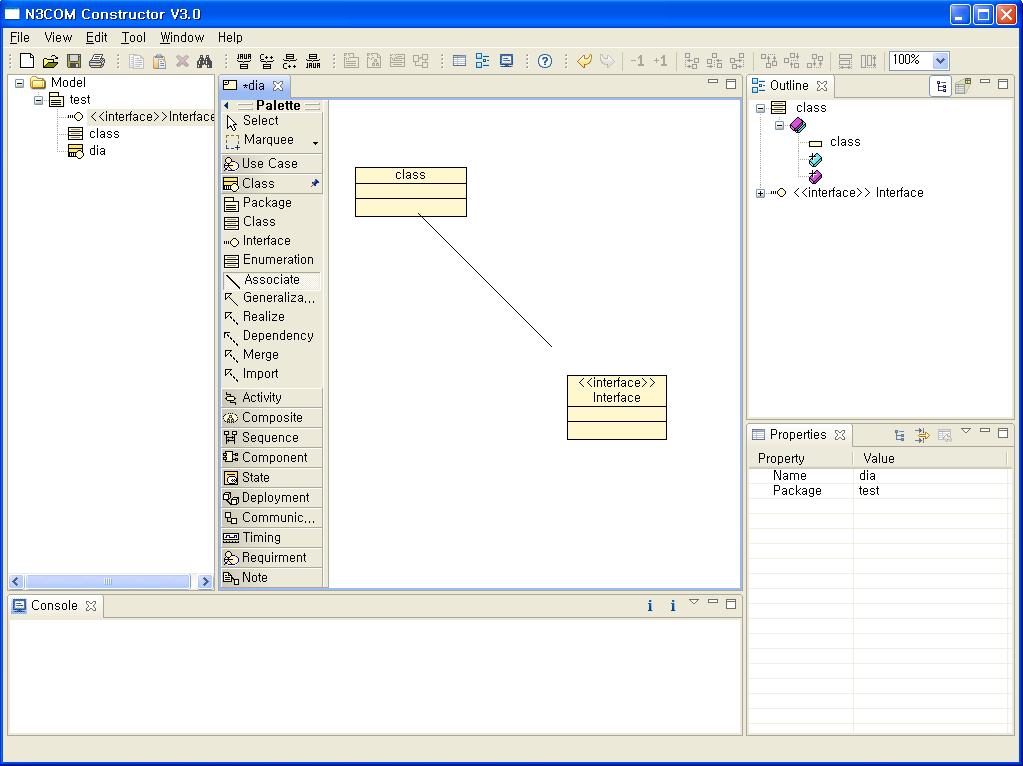 N3COM Constructor V3.0
File View Edit Tool Window Help
-1 +1 100%
Model
test
<<interface>>Interface
class
dia
*dia
Palette
Select
Marquee
Use Case
Class
Package
Class
Interface
Enumeration
Associate
Generaliza...
Realize
Dependency
Merge
Import
Activity
Composite
Sequence
Component
State
Deployment
Communic...
Timing
Requirment
Note
class
<<interface>>
Interface
Outline
class
class
<<interface>> Interface
Properties
Property Value
Name dia
Package test
Console